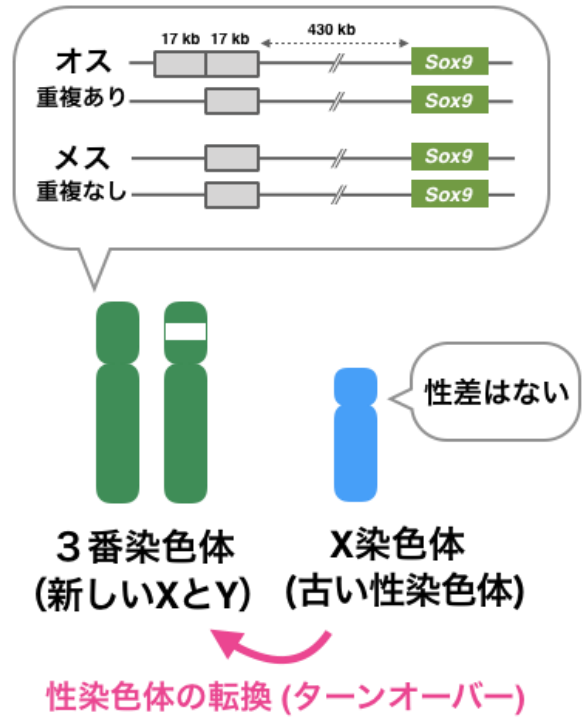 17 kb 17 kb 430 kb
オス Sox9
重複あり Sox9
メス Sox9
重複なし Sox9
性差はない
３番染色体
（新しいXとY）
X染色体
(古い性染色体)
性染色体の転換 (ターンオーバー)